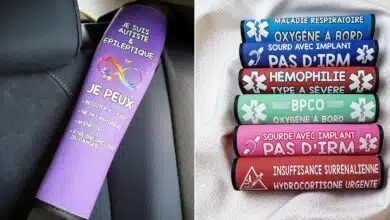 JE SUIS
AUTISTE &
EPILEPTIQUE
JE PEUX
MALADIE RESPIRATOIRE
OXYGÈNE À BORD
SOURD AVEC IMPLANT
PAS D'IRM
HÉMOPHILIE
TYPE A SÉVÈRE
BPCO
OXYGÈNE À BORD
SOURDE AVEC IMPLANT
PAS D'IRM
INSUFFISANCE SURRÉNALIENNE
HYDROCORTISONE URGENTE